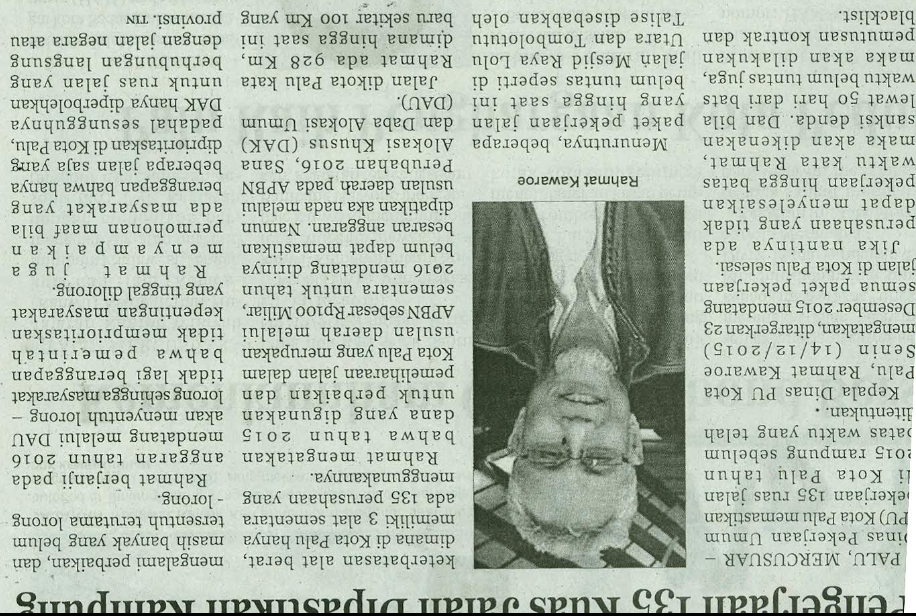 Pengerjaan 135 Ruas Jalan Dipastikan Rampung
PALU, MERCUSUAR –
Dinas Pekerjaan Umum
(PU) Kota Palu memastikan
pekerjaan 135 ruas jalan
di Kota Palu tahun
2015 rampung sebelum
batas waktu yang telah
ditentukan.
Kepala Dinas PU Kota
Palu, Rahmat Kawaroe
Senin (14/12/2015)
mengatakan, ditargerkan 23
Desember 2015 mendatang
semua paket pekerjaan
jalan di Kota Palu selesai.
Jika nantinya ada
perusahaan yang tidak
dapat menyelesaikan
pekerjaan hingga batas
waktu kata Rahmat,
maka akan dikenakan
sanksi denda. Dan bila
lewat 50 hari dari bats
waktu belum tuntas juga,
maka akan dilakukan
pemutusan kontrak dan
blacklist.
Rahmat Kawaroe
Menurutnya, beberapa
paket pekerjaan jalan
yang hingga saat ini
belum tuntas seperti di
jalan Mesjid Raya Lolu
Utara dan Tombolotutu
Talise disebabkan oleh
keterbatasan alat berat,
dimana di Kota Palu hanya
memiliki 3 alat sementara
ada 135 perusahaan yang
menggunakannya.
Rahmat mengatakan
bahwa tahun 2015
dana yang digunakan
untuk perbaikan dan
pemeliharaan jalan dalam
Kota Palu yang merupakan
usulan daerah melalui
APBN sebesar Rp100 Miliar,
sementara untuk tahun
2016 mendatang dirinya
belum dapat memastikan
besaran anggaran. Namun
dipatikan aka nada melalui
usulan daerah pada APBN
Perubahan 2016, Sana
Alokasi Khusus (DAK)
dan Daba Alokasi Umum
(DAU).
Jalan dikota Palu kata
Rahmat ada 928 Km,
dimana hingga saat ini
baru sekitar 100 Km yang
mengalami perbaikan, dan
masih banyak yang belum
tersentuh terutama lorong
- lorong.
Rahmat berjanji pada
anggaran tahun 2016
mendatang melalui DAU
akan menyentuh lorong –
lorong sehingga masyarakat
tidak lagi beranggapan
bahwa pemerintah
tidak memprioritaskan
kepentingan masyarakat
yang tinggal dilorong.
Rahmat juga
menyampaikan
permohonan maaf bila
ada masyarakat yang
beranggapan bahwa hanya
beberapa jalan saja yang
diprioritaskan di Kota Palu,
padahal sesungguhnya
DAK hanya diperbolehkan
untuk ruas jalan yang
berhubungan langsung
dengan jalan negara atau
provinsi. TIN